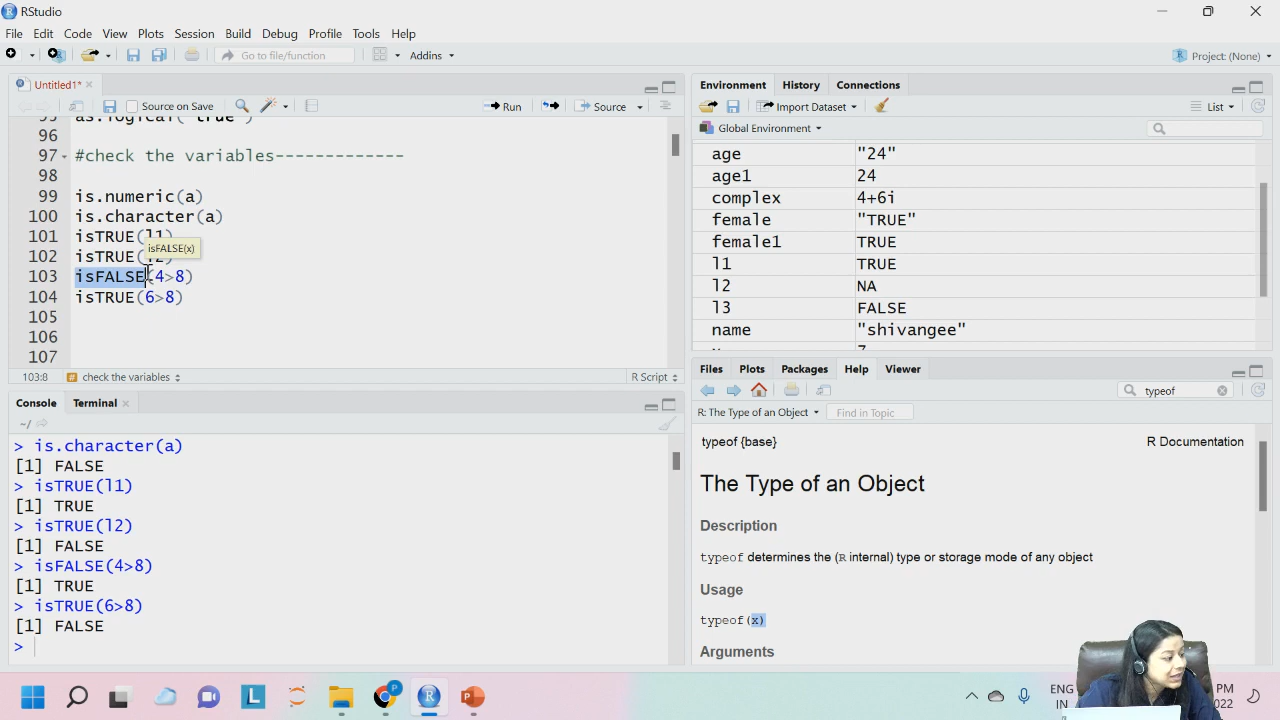 RStudio
File Edit Code View Plots Session Build Debug Profile Tools Help
Go to file/function Addins Project: (None)
Untitled1*
Source on Save Run Source
96
97 #check the variables-------------
98
99 is.numeric(a)
100 is.character(a)
101 isTRUE(l1)
isFALSE(x)
102 isTRUE(l2)
103 isFALSE(4>8)
104 isTRUE(6>8)
105
106
107
103:8 check the variables R Script
Console Terminal
~/
> is.character(a)
[1] FALSE
> isTRUE(l1)
[1] TRUE
> isTRUE(l2)
[1] FALSE
> isFALSE(4>8)
[1] TRUE
> isTRUE(6>8)
[1] FALSE
>
Environment History Connections
Import Dataset List
Global Environment
age "24"
age1 24
complex 4+6i
female "TRUE"
female1 TRUE
l1 TRUE
l2 NA
l3 FALSE
name "shivangee"
Files Plots Packages Help Viewer
typeof
R: The Type of an Object Find in Topic
typeof {base} R Documentation
The Type of an Object
Description
typeof determines the (R internal) type or storage mode of any object
Usage
typeof(x)
Arguments
ENG PM
IN 022